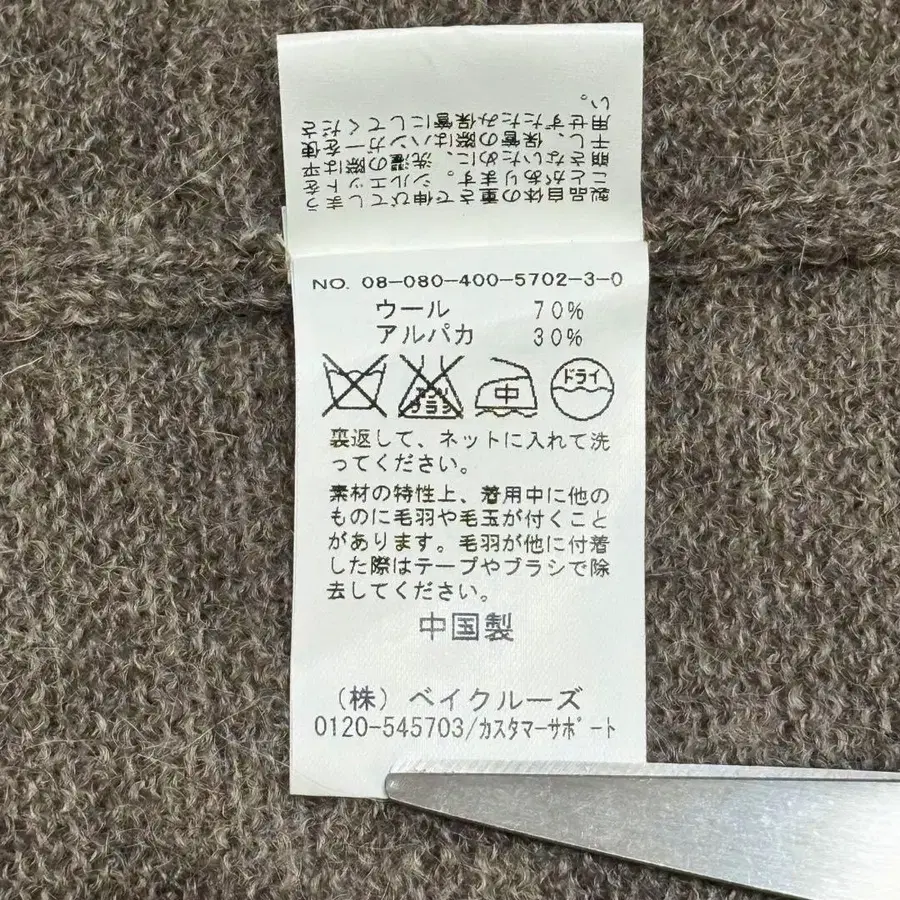 製品自体の重さで伸びてしまう
ことがあります。シルエットを
崩さないために、洗濯の際は平
干し、保管の際はハンガーを使
用せずたたみ保管にしてくださ
い。
NO. 08-080-400-5702-3-0
ウール 70%
アルパカ 30%
中 ドライ
裏返して、ネットに入れて洗
ってください。
素材の特性上、着用中に他の
ものに毛羽や毛玉が付くこと
があります。毛羽が他に付着
した際はテープやブラシで除
去してください。
中国製
（株）ベイクルーズ
0120-545703/カスタマーサポート